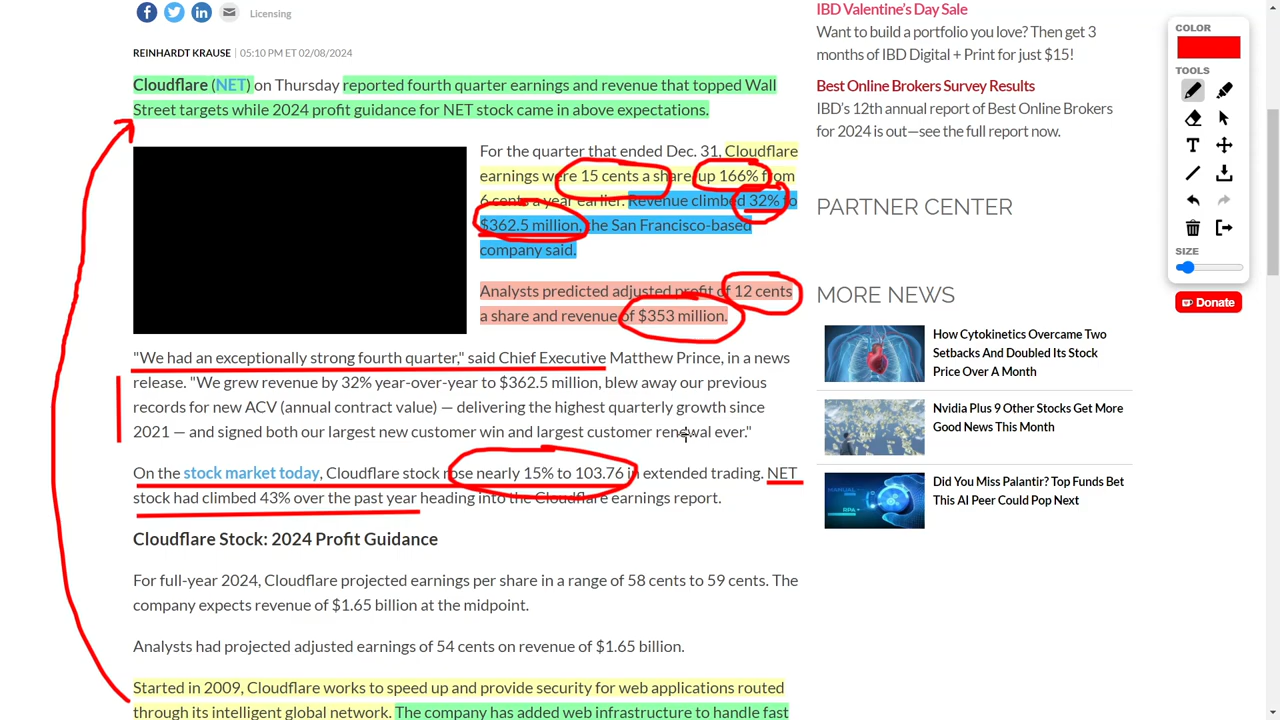 Licensing
REINHARDT KRAUSE | 05:10 PM ET 02/08/2024
Cloudflare (NET) on Thursday reported fourth quarter earnings and revenue that topped Wall
Street targets while 2024 profit guidance for NET stock came in above expectations.
For the quarter that ended Dec. 31, Cloudflare
earnings were 15 cents a share, up 166% from
6 cents a year earlier. Revenue climbed 32% to
$362.5 million, the San Francisco-based
company said.
Analysts predicted adjusted profit of 12 cents
a share and revenue of $353 million.
"We had an exceptionally strong fourth quarter," said Chief Executive Matthew Prince, in a news
release. "We grew revenue by 32% year-over-year to $362.5 million, blew away our previous
records for new ACV (annual contract value) — delivering the highest quarterly growth since
2021 — and signed both our largest new customer win and largest customer renewal ever."
On the stock market today, Cloudflare stock rose nearly 15% to 103.76 in extended trading. NET
stock had climbed 43% over the past year heading into the Cloudflare earnings report.
Cloudflare Stock: 2024 Profit Guidance
For full-year 2024, Cloudflare projected earnings per share in a range of 58 cents to 59 cents. The
company expects revenue of $1.65 billion at the midpoint.
Analysts had projected adjusted earnings of 54 cents on revenue of $1.65 billion.
Started in 2009, Cloudflare works to speed up and provide security for web applications routed
through its intelligent global network. The company has added web infrastructure to handle fast
IBD Valentine's Day Sale
Want to build a portfolio you love? Then get 3
months of IBD Digital + Print for just $15!
Best Online Brokers Survey Results
IBD's 12th annual report of Best Online Brokers
for 2024 is out—see the full report now.
PARTNER CENTER
MORE NEWS
How Cytokinetics Overcame Two
Setbacks And Doubled Its Stock
Price Over A Month
Nvidia Plus 9 Other Stocks Get More
Good News This Month
MANUAL
RPA
Did You Miss Palantir? Top Funds Bet
This AI Peer Could Pop Next
COLOR
TOOLS
T
SIZE
Donate